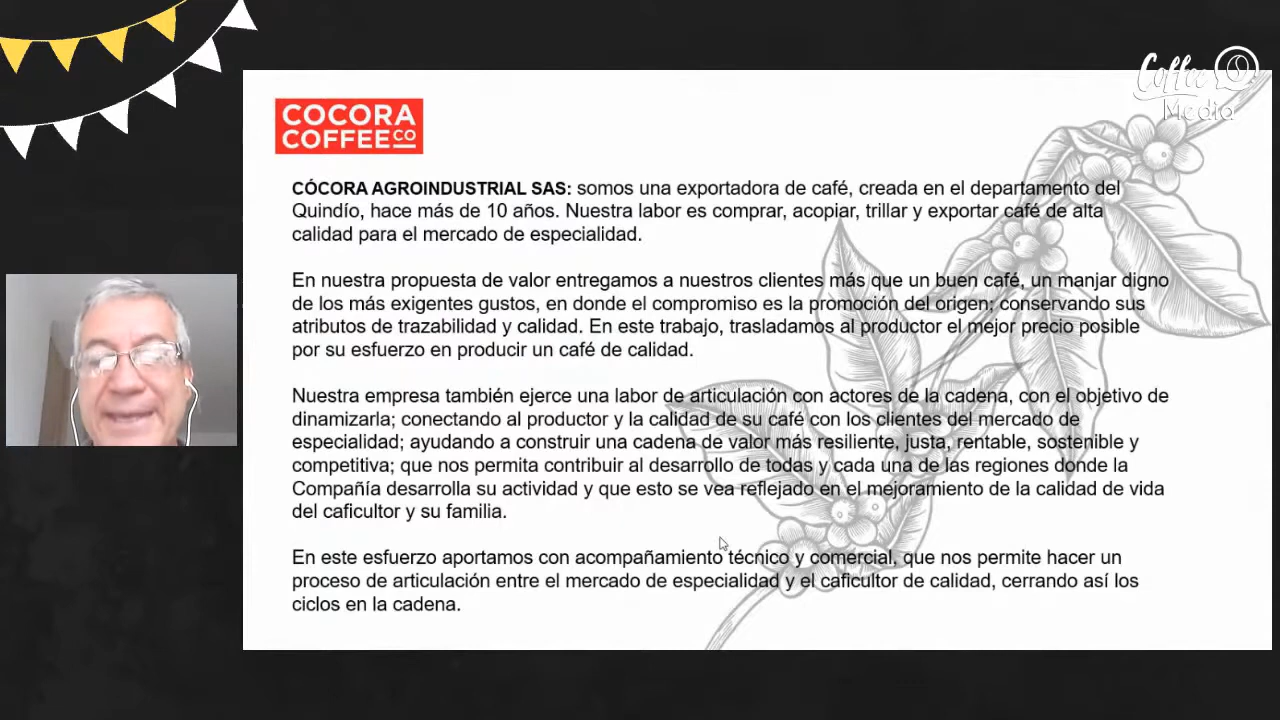 Coffee
Media
COCORA
COFFEE CO
CÓCORA AGROINDUSTRIAL SAS: somos una exportadora de café, creada en el departamento del
Quindío, hace más de 10 años. Nuestra labor es comprar, acopiar, trillar y exportar café de alta
calidad para el mercado de especialidad.
En nuestra propuesta de valor entregamos a nuestros clientes más que un buen café, un manjar digno
de los más exigentes gustos, en donde el compromiso es la promoción del origen; conservando sus
atributos de trazabilidad y calidad. En este trabajo, trasladamos al productor el mejor precio posible
por su esfuerzo en producir un café de calidad.
Nuestra empresa también ejerce una labor de articulación con actores de la cadena, con el objetivo de
dinamizarla; conectando al productor y la calidad de su café con los clientes del mercado de
especialidad; ayudando a construir una cadena de valor más resiliente, justa, rentable, sostenible y
competitiva; que nos permita contribuir al desarrollo de todas y cada una de las regiones donde la
Compañía desarrolla su actividad y que esto se vea reflejado en el mejoramiento de la calidad de vida
del caficultor y su familia.
En este esfuerzo aportamos con acompañamiento técnico y comercial, que nos permite hacer un
proceso de articulación entre el mercado de especialidad y el caficultor de calidad, cerrando así los
ciclos en la cadena.